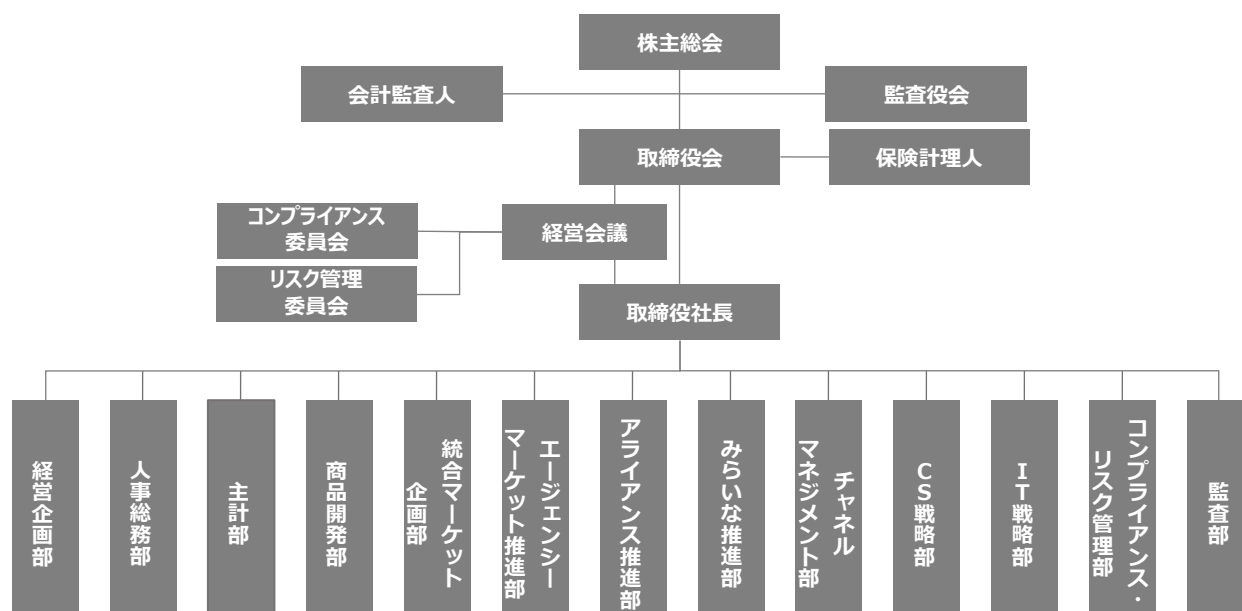 株主総会
会計監査人
監査役会
取締役会
保険計理人
コンプライアンス
委員会
経営会議
リスク管理
委員会
取締役社長
経営企画部
人事総務部
主計部
商品開発部
統合マーケット
企画部
エージェンシー
マーケット推進部
アライアンス推進部
みらいな推進部
チャネル
マネジメント部
CS戦略部
IT戦略部
コンプライアンス・
リスク管理部
監査部